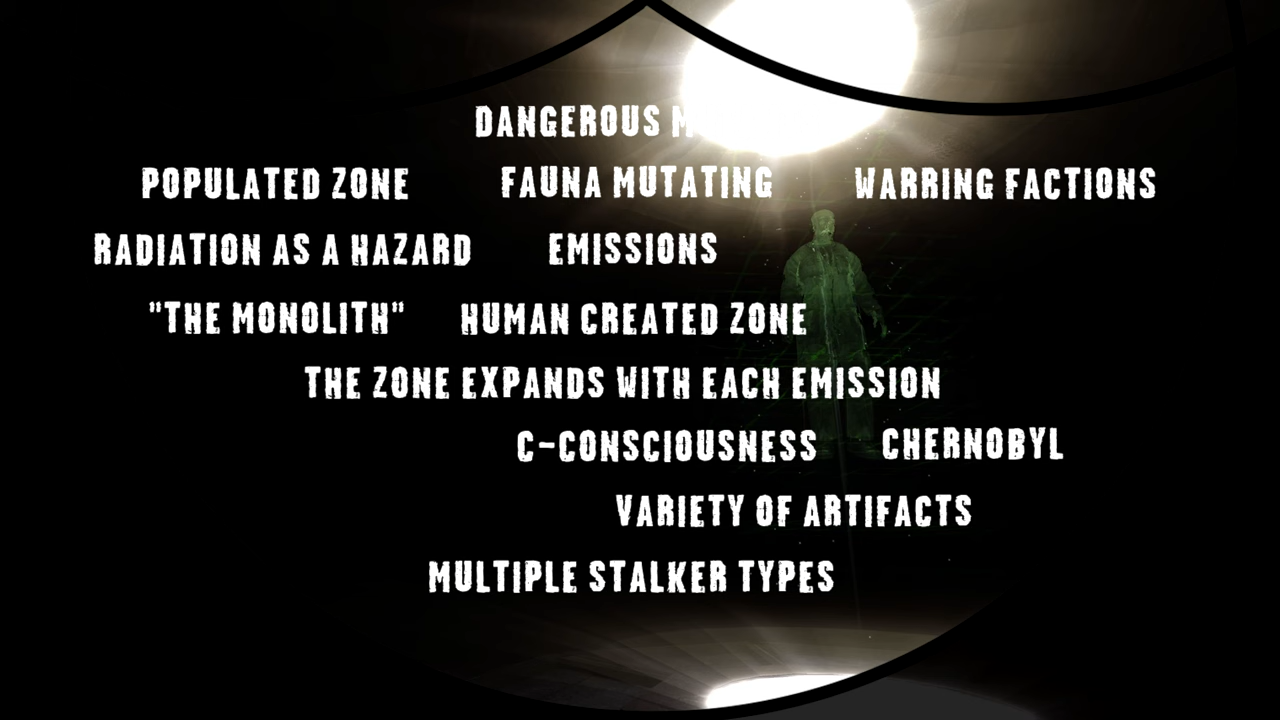 DANGEROUS
POPULATED ZONE FAUNA MUTATING WARRING FACTIONS
RADIATION AS A HAZARD EMISSIONS
"THE MONOLITH" HUMAN CREATED ZONE
THE ZONE EXPANDS WITH EACH EMISSION
C-CONSCIOUSNESS CHERNOBYL
VARIETY OF ARTIFACTS
MULTIPLE STALKER TYPES